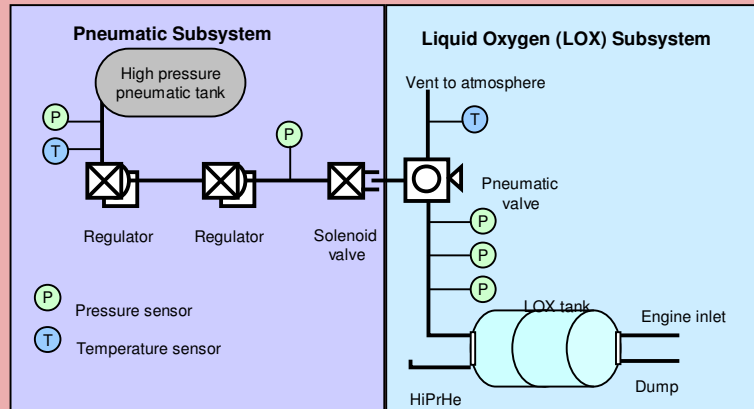 Pneumatic Subsystem
High pressure
pneumatic tank
P
T
P
Regulator
Regulator
Solenoid
valve
P
Pressure sensor
T
Temperature sensor
Liquid Oxygen (LOX) Subsystem
Vent to atmosphere
T
Pneumatic
valve
P
P
P
LOX tank
Engine inlet
Dump
HiPrHe